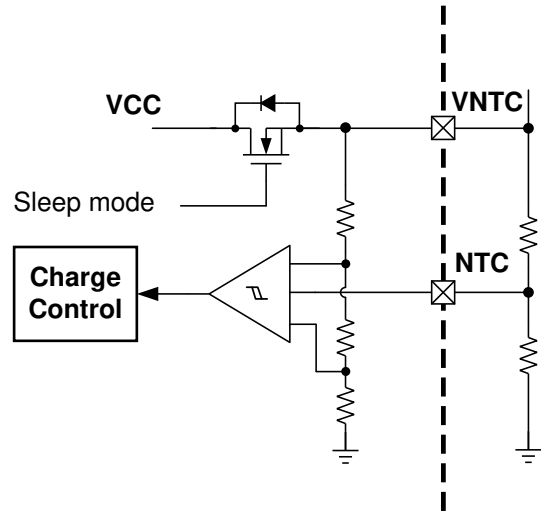 VCC
VNTC
Sleep mode
NTC
Charge
Control